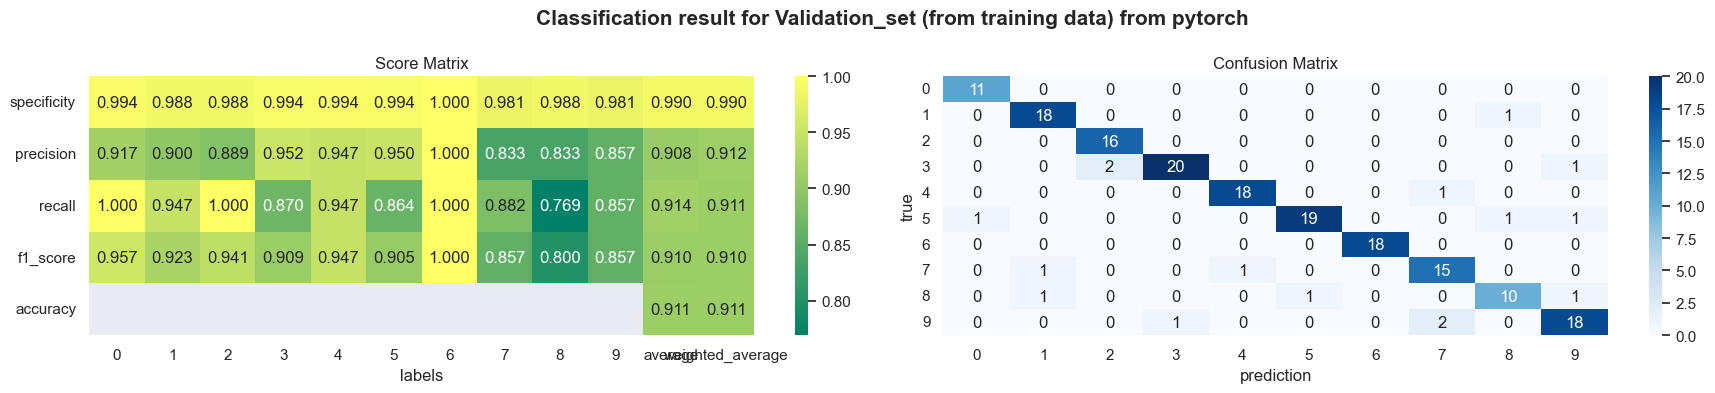 Classification result for Validation_set (from training data) from pytorch
Score Matrix
specificity 0.994 0.988 0.988 0.994 0.994 0.994 1.000 0.981 0.988 0.981 0.990 0.990
precision 0.917 0.900 0.889 0.952 0.947 0.950 1.000 0.833 0.833 0.857 0.908 0.912
recall 1.000 0.947 1.000 0.870 0.947 0.864 1.000 0.882 0.769 0.857 0.914 0.911
f1_score 0.957 0.923 0.941 0.909 0.947 0.905 1.000 0.857 0.800 0.857 0.910 0.910
accuracy 0.911 0.911
0 1 2 3 4 5 6 7 8 9 average weighted_average
labels
1.00
0.95
0.90
0.85
0.80
Confusion Matrix
true
0 11 0 0 0 0 0 0 0 0 0
1 0 18 0 0 0 0 0 0 1 0
2 0 0 16 0 0 0 0 0 0 0
3 0 0 2 20 0 0 0 0 0 1
4 0 0 0 0 18 0 0 1 0 0
5 1 0 0 0 0 19 0 0 1 1
6 0 0 0 0 0 0 18 0 0 0
7 0 1 0 0 1 0 0 15 0 0
8 0 1 0 0 0 1 0 0 10 1
9 0 0 0 1 0 0 0 2 0 18
0 1 2 3 4 5 6 7 8 9
prediction
20.0
17.5
15.0
12.5
10.0
7.5
5.0
2.5
0.0